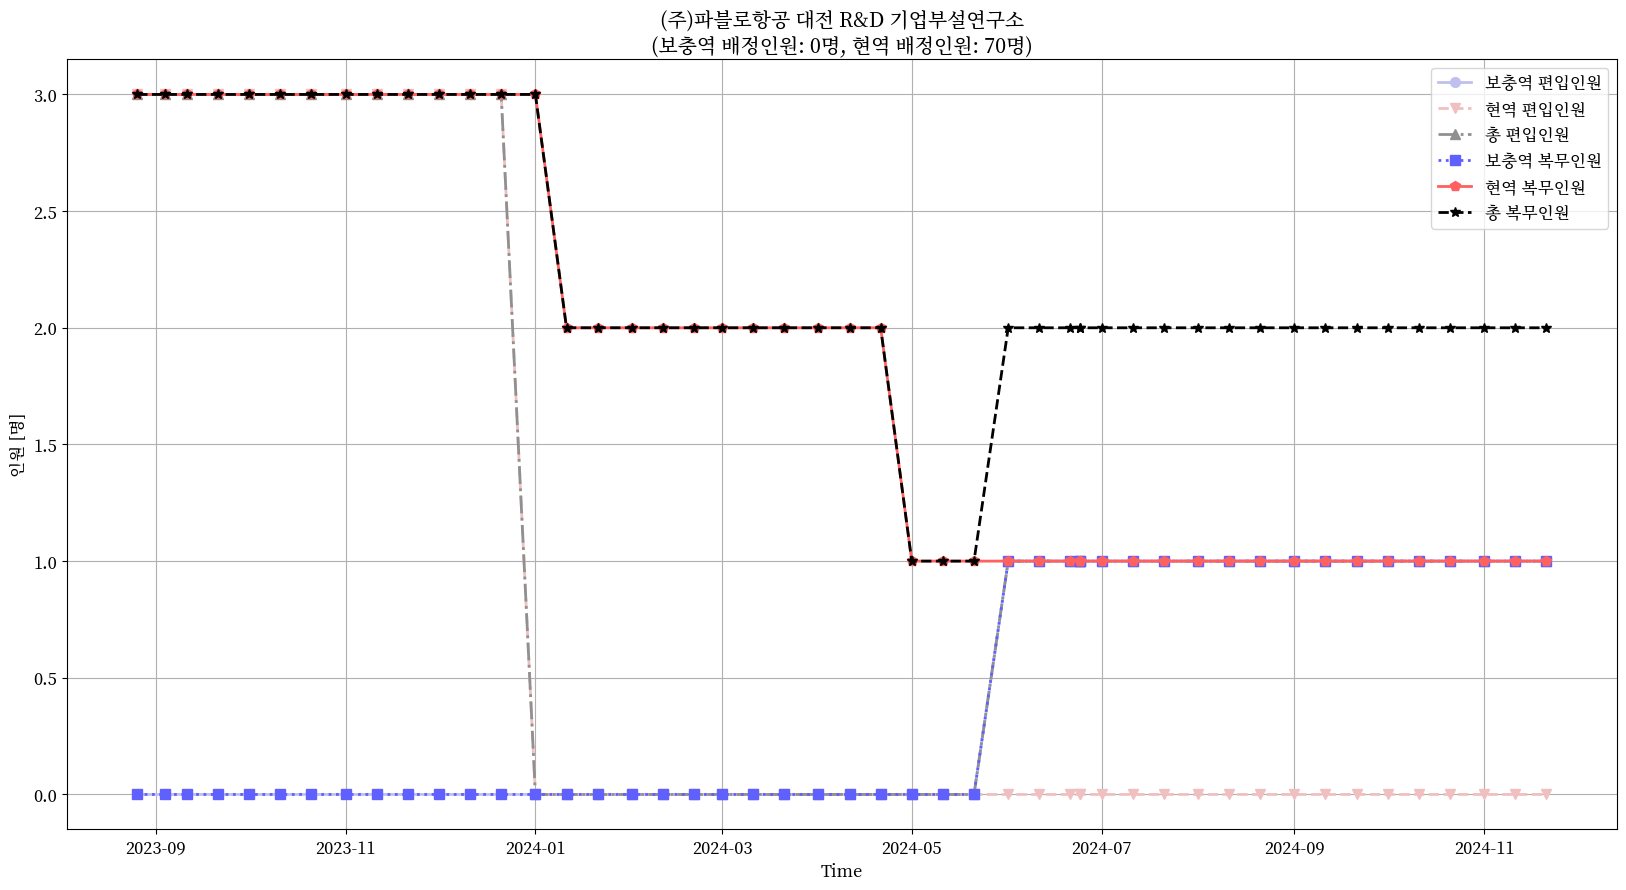 (주)파블로항공 대전 R&D 기업부설연구소
(보충역 배정인원: 0명, 현역 배정인원: 70명)
보충역 편입인원
현역 편입인원
총 편입인원
보충역 복무인원
현역 복무인원
총 복무인원
3.0
2.5
2.0
1.5
1.0
0.5
0.0
인원 [명]
2023-09
2023-11
2024-01
2024-03
2024-05
2024-07
2024-09
2024-11
Time